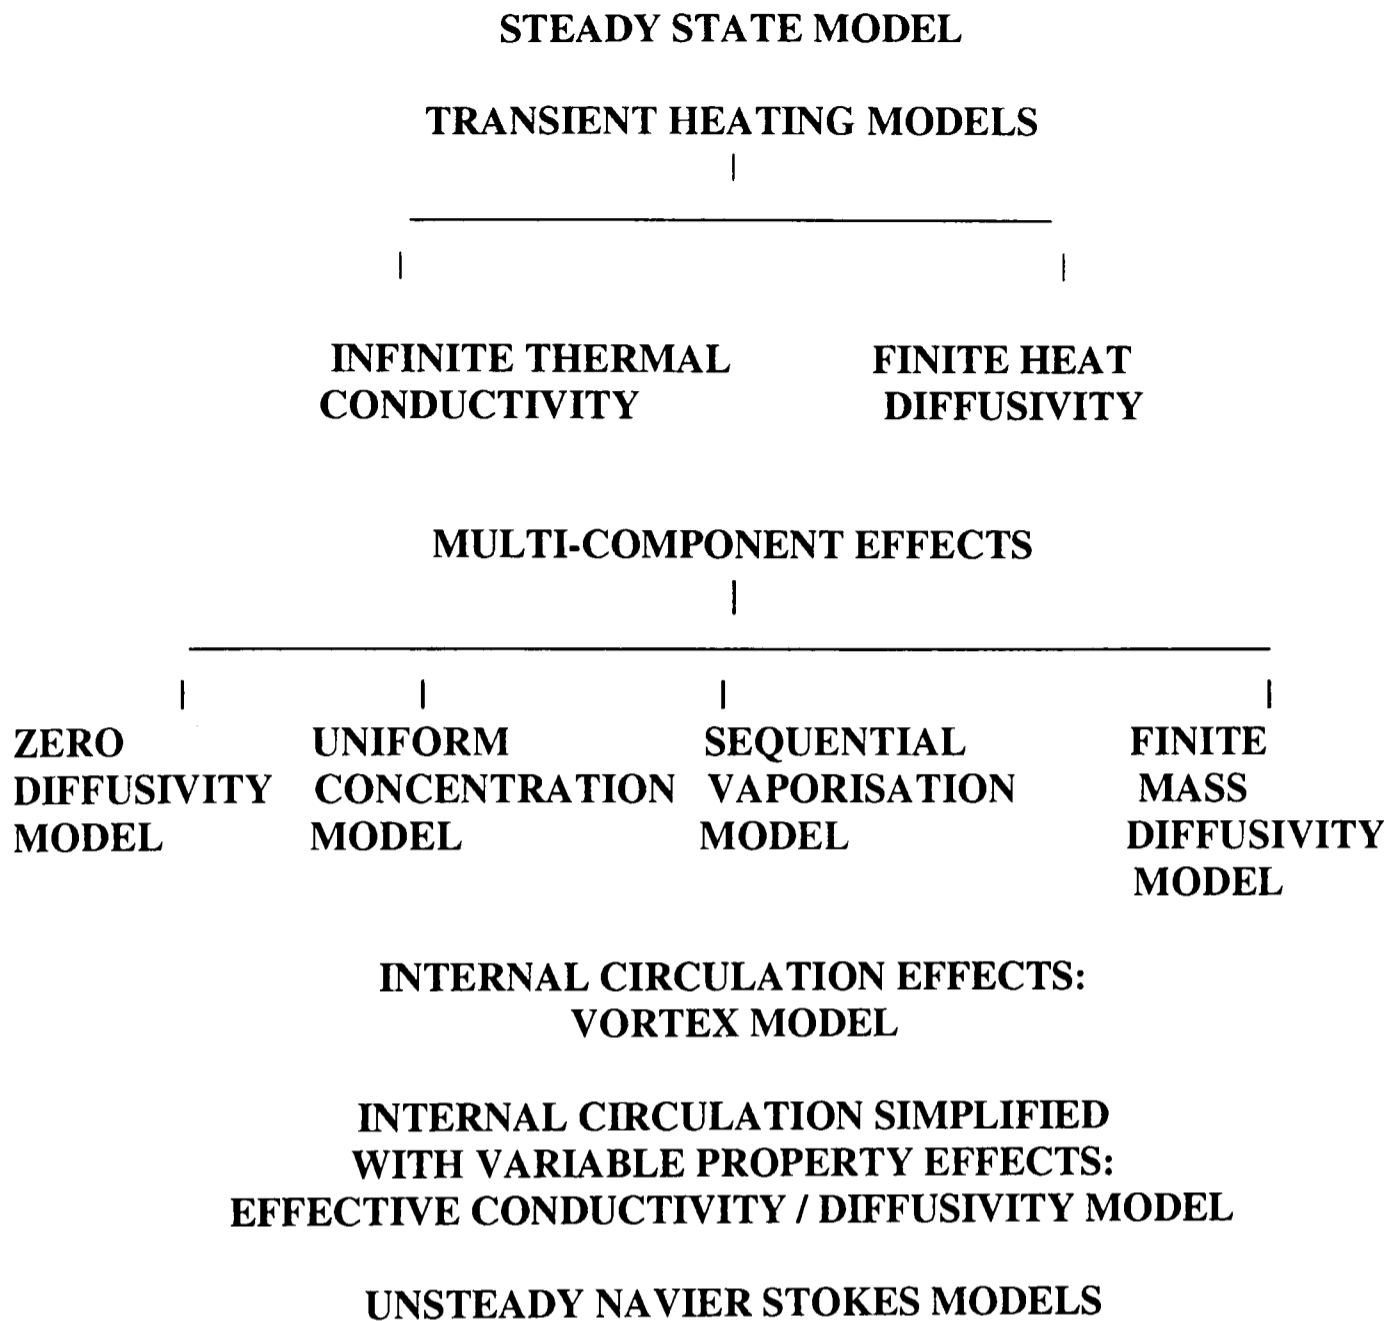 STEADY STATE MODEL
TRANSIENT HEATING MODELS
INFINITE THERMAL
CONDUCTIVITY
FINITE HEAT
DIFFUSIVITY
MULTI-COMPONENT EFFECTS
ZERO
DIFFUSIVITY
MODEL
UNIFORM
CONCENTRATION
MODEL
SEQUENTIAL
VAPORISATION
MODEL
FINITE
MASS
DIFFUSIVITY
MODEL
INTERNAL CIRCULATION EFFECTS:
VORTEX MODEL
INTERNAL CIRCULATION SIMPLIFIED
WITH VARIABLE PROPERTY EFFECTS:
EFFECTIVE CONDUCTIVITY / DIFFUSIVITY MODEL
UNSTEADY NAVIER STOKES MODELS